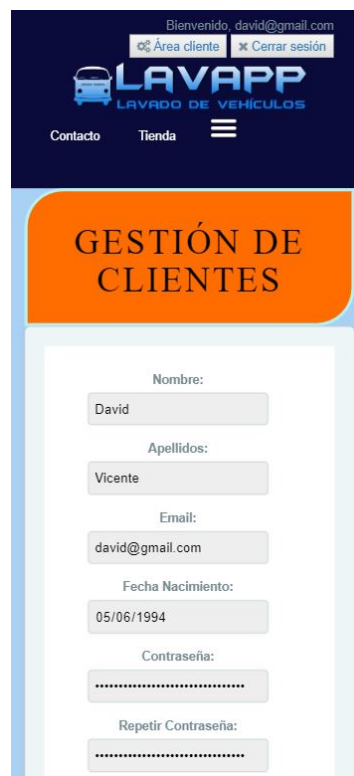 Bienvenido, david@gmail.com
Área cliente
Cerrar sesión
LAVAPP
LAVADO DE VEHÍCULOS
Contacto
Tienda
GESTIÓN DE
CLIENTES
Nombre:
David
Apellidos:
Vicente
Email:
david@gmail.com
Fecha Nacimiento:
05/06/1994
Contraseña:
••••••••••••••••••••••••••••••••
Repetir Contraseña:
••••••••••••••••••••••••••••••••